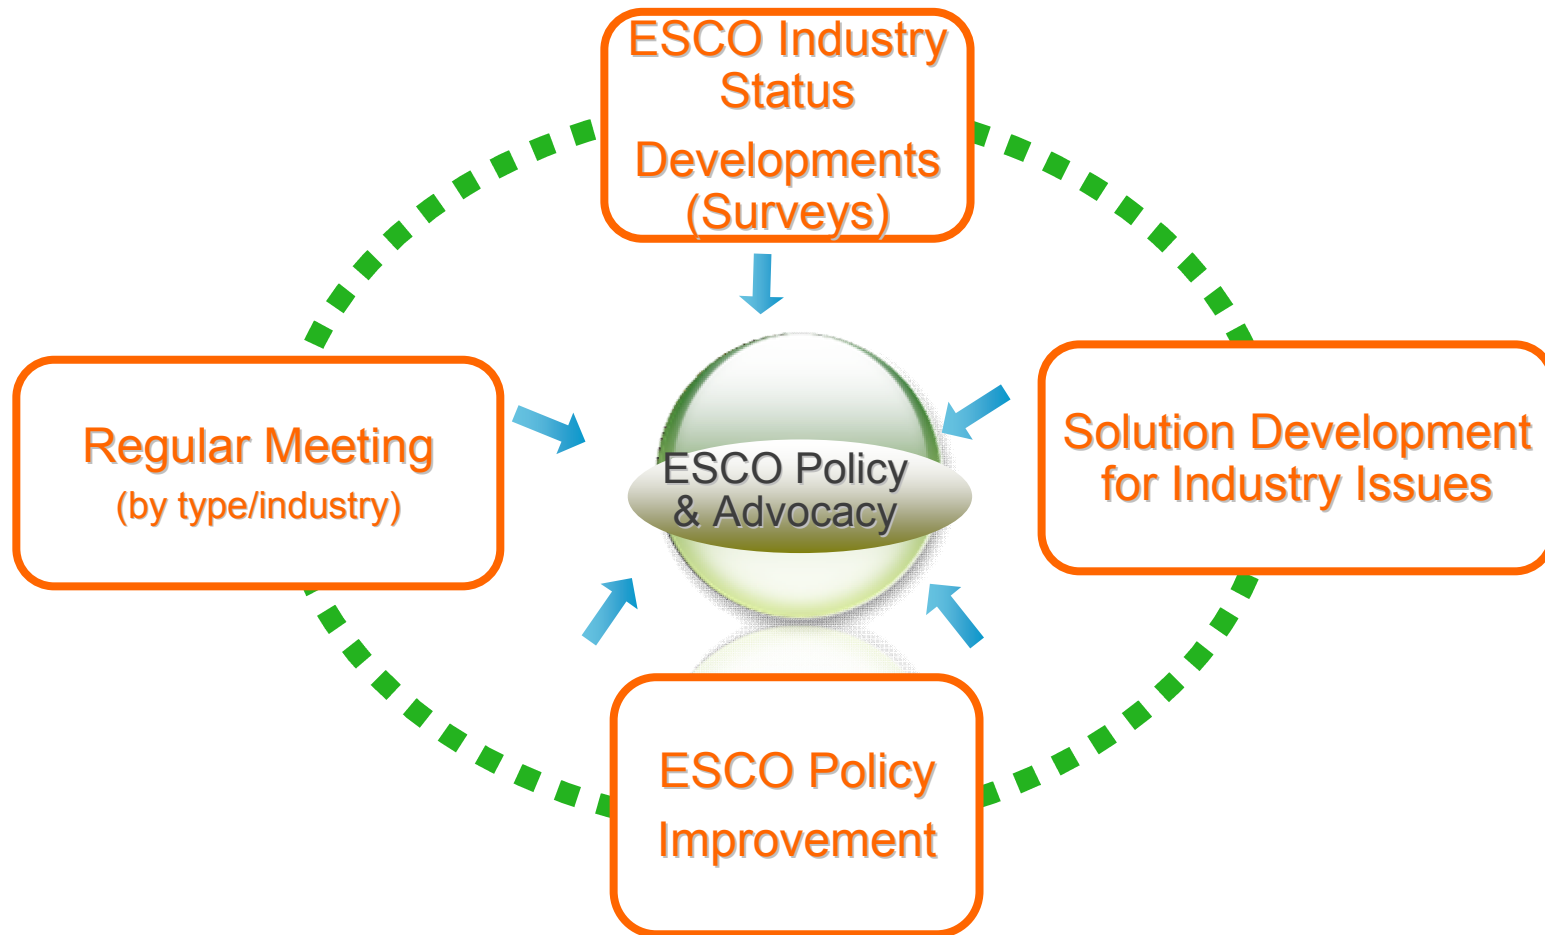 ESCO Industry
Status
Developments
(Surveys)
Regular Meeting
(by type/industry)
Solution Development
for Industry Issues
ESCO Policy
& Advocacy
ESCO Policy
Improvement